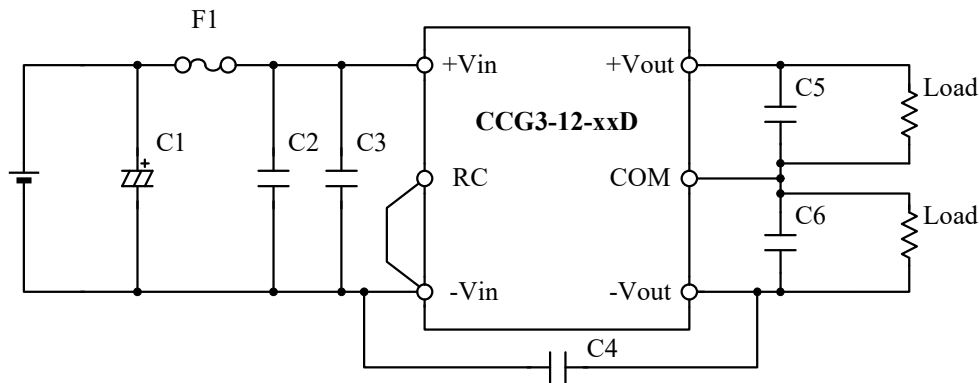 F1
+Vin
+Vout
C5
Load
CCG3-12-xxD
C1
C2
C3
RC
COM
C6
Load
-Vin
-Vout
C4